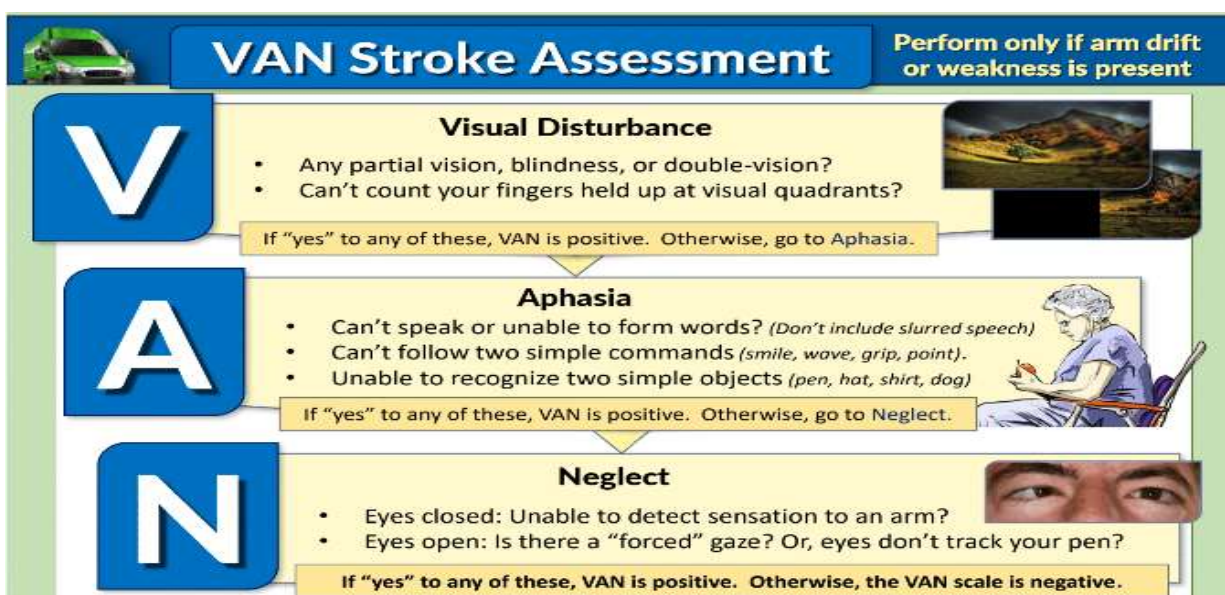 VAN Stroke Assessment
Perform only if arm drift
or weakness is present
V
Visual Disturbance
• Any partial vision, blindness, or double-vision?
• Can't count your fingers held up at visual quadrants?
If "yes" to any of these, VAN is positive. Otherwise, go to Aphasia.
A
Aphasia
• Can't speak or unable to form words? (Don't include slurred speech)
• Can't follow two simple commands (smile, wave, grip, point).
• Unable to recognize two simple objects (pen, hat, shirt, dog)
If "yes" to any of these, VAN is positive. Otherwise, go to Neglect.
N
Neglect
• Eyes closed: Unable to detect sensation to an arm?
• Eyes open: Is there a "forced" gaze? Or, eyes don't track your pen?
If "yes" to any of these, VAN is positive. Otherwise, the VAN scale is negative.